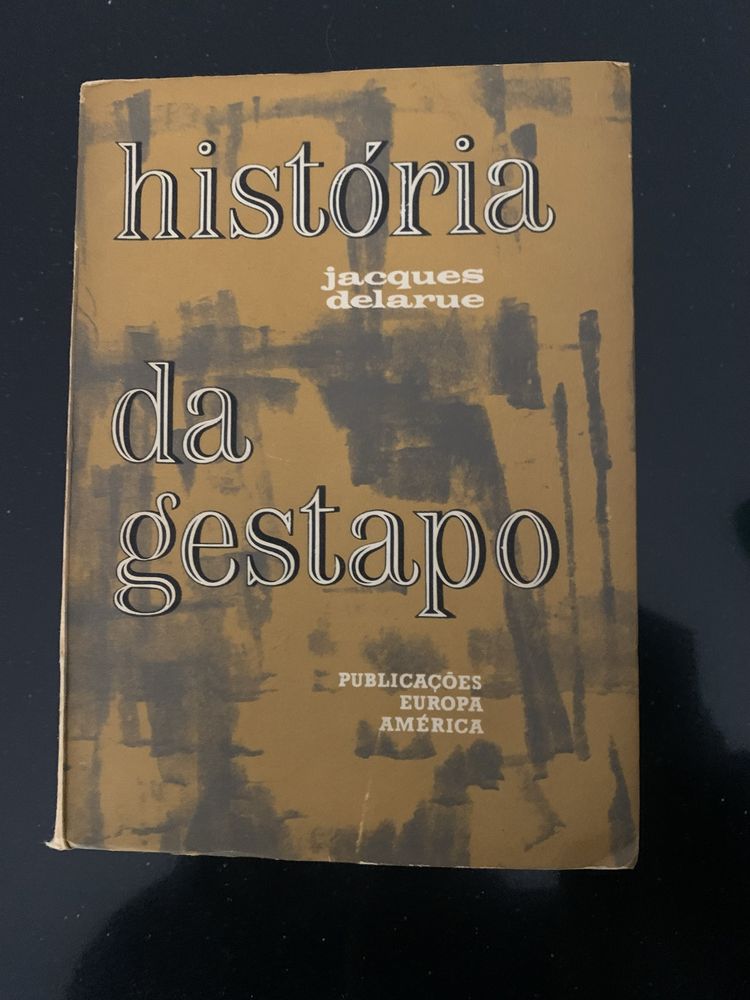 história
jacques
delarue
da
gestapo
PUBLICAÇÕES
EUROPA
AMÉRICA